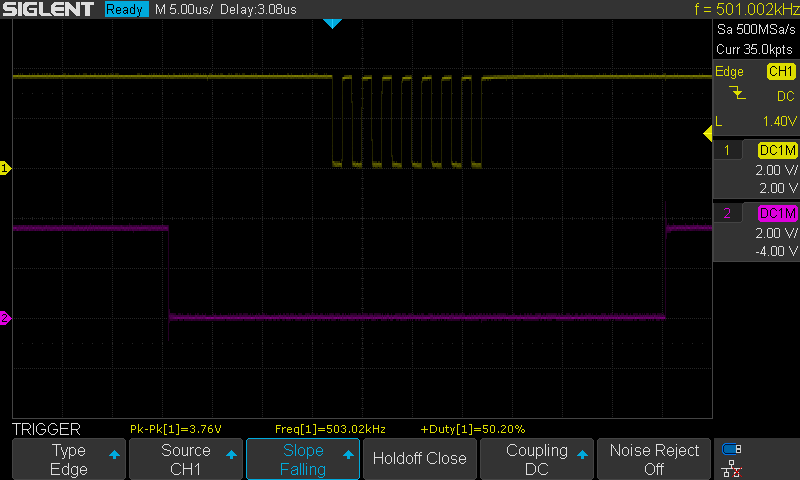 SIGLENT Ready M 5.00us/ Delay:3.08us f = 501.002kHz
Sa 500MSa/s
Curr 35.0kpts
Edge CH1
DC
L 1.40V
1 DC1M
2.00 V/
2.00 V
2 DC1M
2.00 V/
-4.00 V
1
2
TRIGGER Pk-Pk[1]=3.76V Freq[1]=503.02kHz +Duty[1]=50.20%
Type Edge
Source CH1
Slope Falling
Holdoff Close
Coupling DC
Noise Reject Off